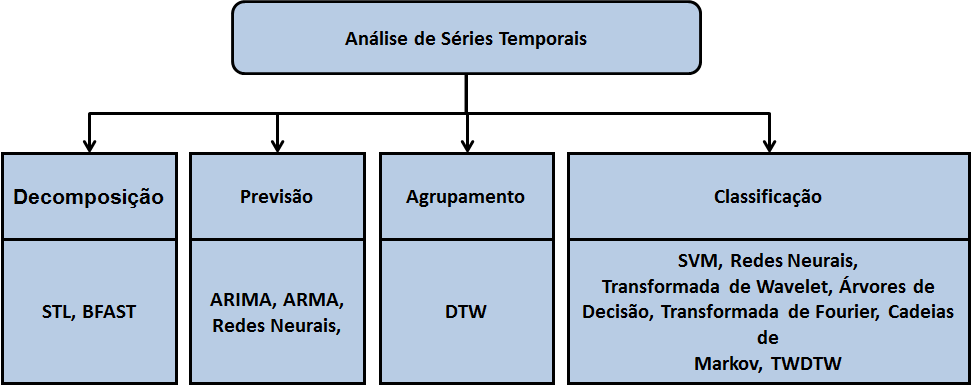 Análise de Séries Temporais
Decomposição
Previsão
Agrupamento
Classificação
STL, BFAST
ARIMA, ARMA,
Redes Neurais,
DTW
SVM, Redes Neurais,
Transformada de Wavelet, Árvores de
Decisão, Transformada de Fourier, Cadeias
de
Markov, TWDTW